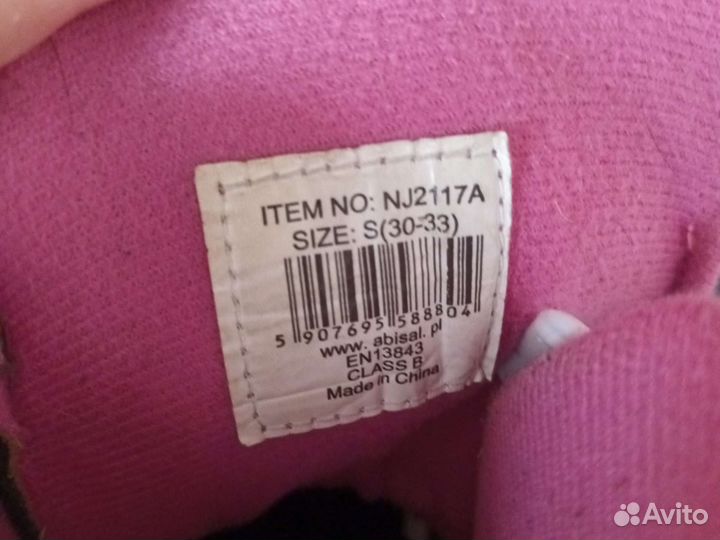 ITEM NO: NJ2117A
SIZE: S(30-33)
5 907695 588804
www. abisal. pl
EN13843
CLASS B
Made in China
Avito